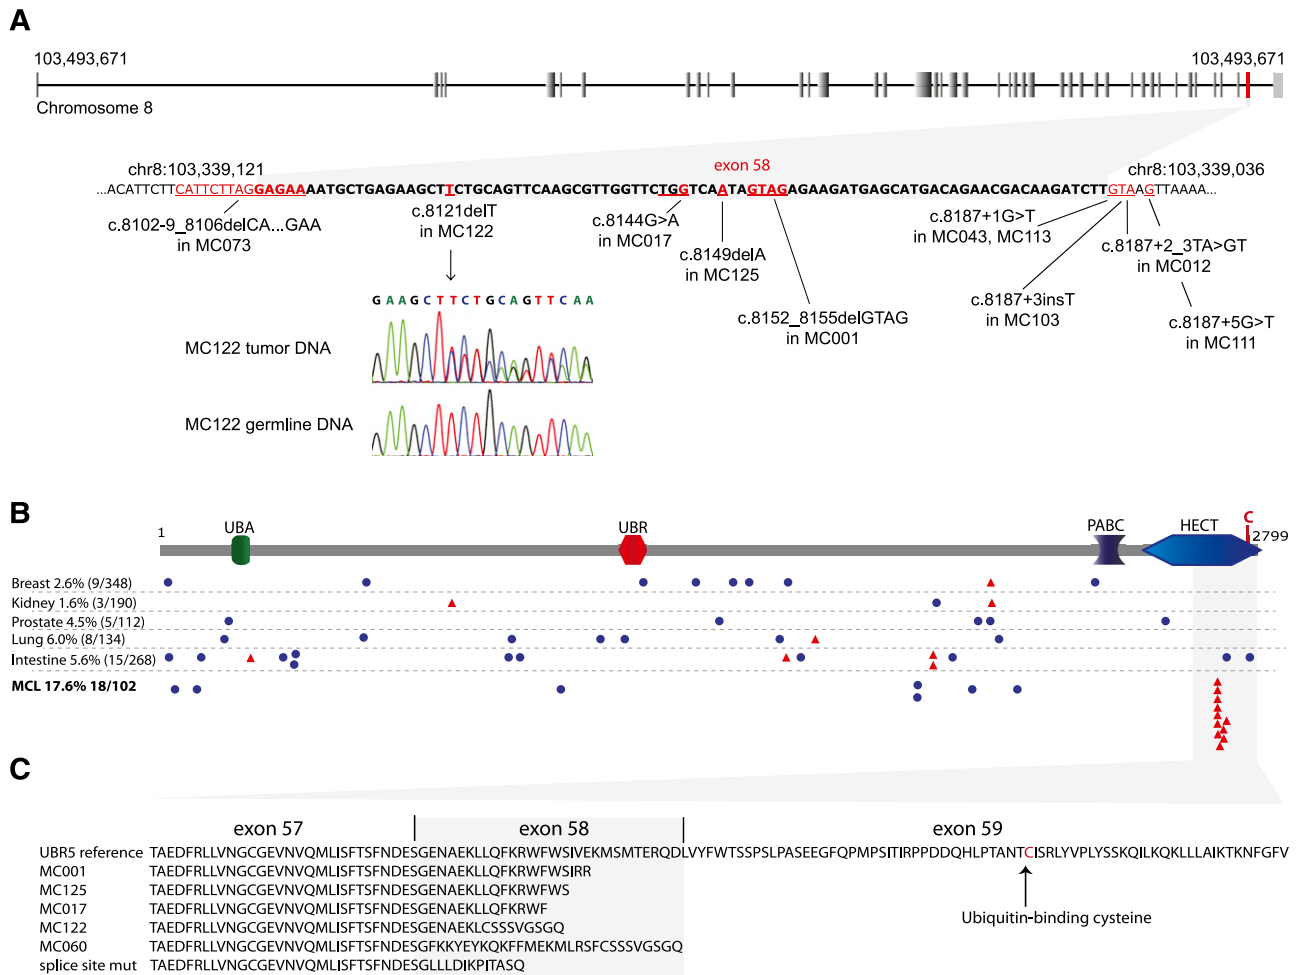 A
103,493,671
103,493,671
Chromosome 8
chr8:103,339,121
exon 58
chr8:103,339,036
...ACATTCTTCATTCTTAGGAGAAAATGCTGAGAAGCTTCTGCAGTTCAAGCGTTGGTTCTGGTCAATAGTAGAGAAGATGAGCATGACAGAACGACAAGATCTTGTAAGTTAAAA...
c.8102-9_8106delCA...GAA
in MC073
c.8121delT
in MC122
c.8144G>A
in MC017
c.8149delA
in MC125
c.8152_8155delGTAG
in MC001
c.8187+1G>T
in MC043, MC113
c.8187+3insT
in MC103
c.8187+2_3TA>GT
in MC012
c.8187+5G>T
in MC111
G A A G C T T C T G C A G T T C A A
MC122 tumor DNA
MC122 germline DNA
B
1
UBA
UBR
PABC
HECT
C
2799
Breast 2.6% (9/348)
Kidney 1.6% (3/190)
Prostate 4.5% (5/112)
Lung 6.0% (8/134)
Intestine 5.6% (15/268)
MCL 17.6% 18/102
C
exon 57
exon 58
exon 59
UBR5 reference TAEDFRLLVNGCGEVNVQMLISFTSFNDESGENAEKLLQFKRWFWSIVEKMSMTERQDLVYFWTSSPSLPASEEGFQPMPSITIRPPDDQHLPTANTCISRLYVPLYSSKQILKQKLLLAIKTKNFGFV
MC001 TAEDFRLLVNGCGEVNVQMLISFTSFNDESGENAEKLLQFKRWFWSIRR
MC125 TAEDFRLLVNGCGEVNVQMLISFTSFNDESGENAEKLLQFKRWFWS
MC017 TAEDFRLLVNGCGEVNVQMLISFTSFNDESGENAEKLLQFKRWF
MC122 TAEDFRLLVNGCGEVNVQMLISFTSFNDESGENAEKLCSSSVGSGQ
MC060 TAEDFRLLVNGCGEVNVQMLISFTSFNDESGFKKYEYKQKFFMEKMLRSFCSSSVGSGQ
splice site mut TAEDFRLLVNGCGEVNVQMLISFTSFNDESGLLLDIKPITASQ
Ubiquitin-binding cysteine